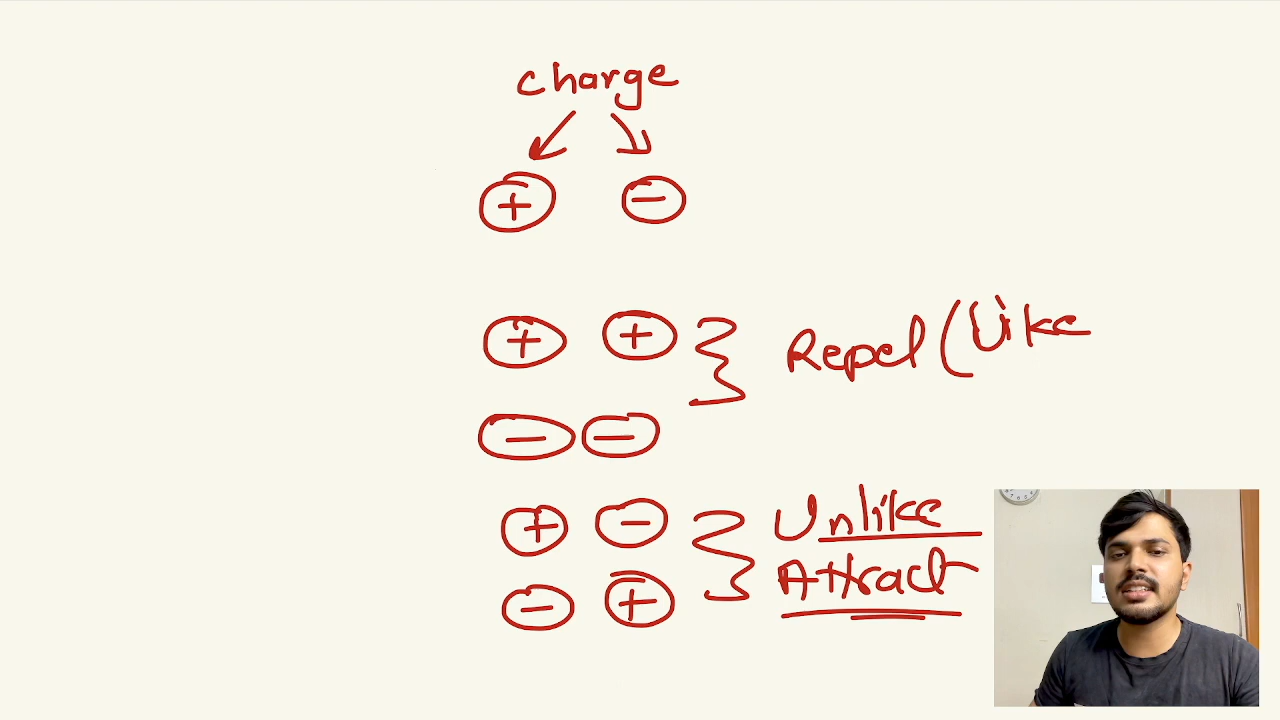 charge
+ -
+ + Repel (Like
- -
+ - Unlike
Attract
- +